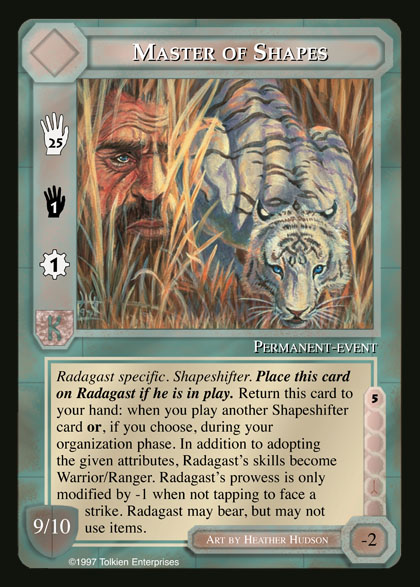 MASTER OF SHAPES
25
1
1
R
PERMANENT-EVENT
Radagast specific. Shapeshifter. Place this card
on Radagast if he is in play. Return this card to
your hand: when you play another Shapeshifter
card or, if you choose, during your
organization phase. In addition to adopting
the given attributes, Radagast's skills become
Warrior/Ranger. Radagast's prowess is only
modified by -1 when not tapping to face a
strike. Radagast may bear, but may not
use items.
5
9/10
ART BY HEATHER HUDSON
-2
©1997 Tolkien Enterprises